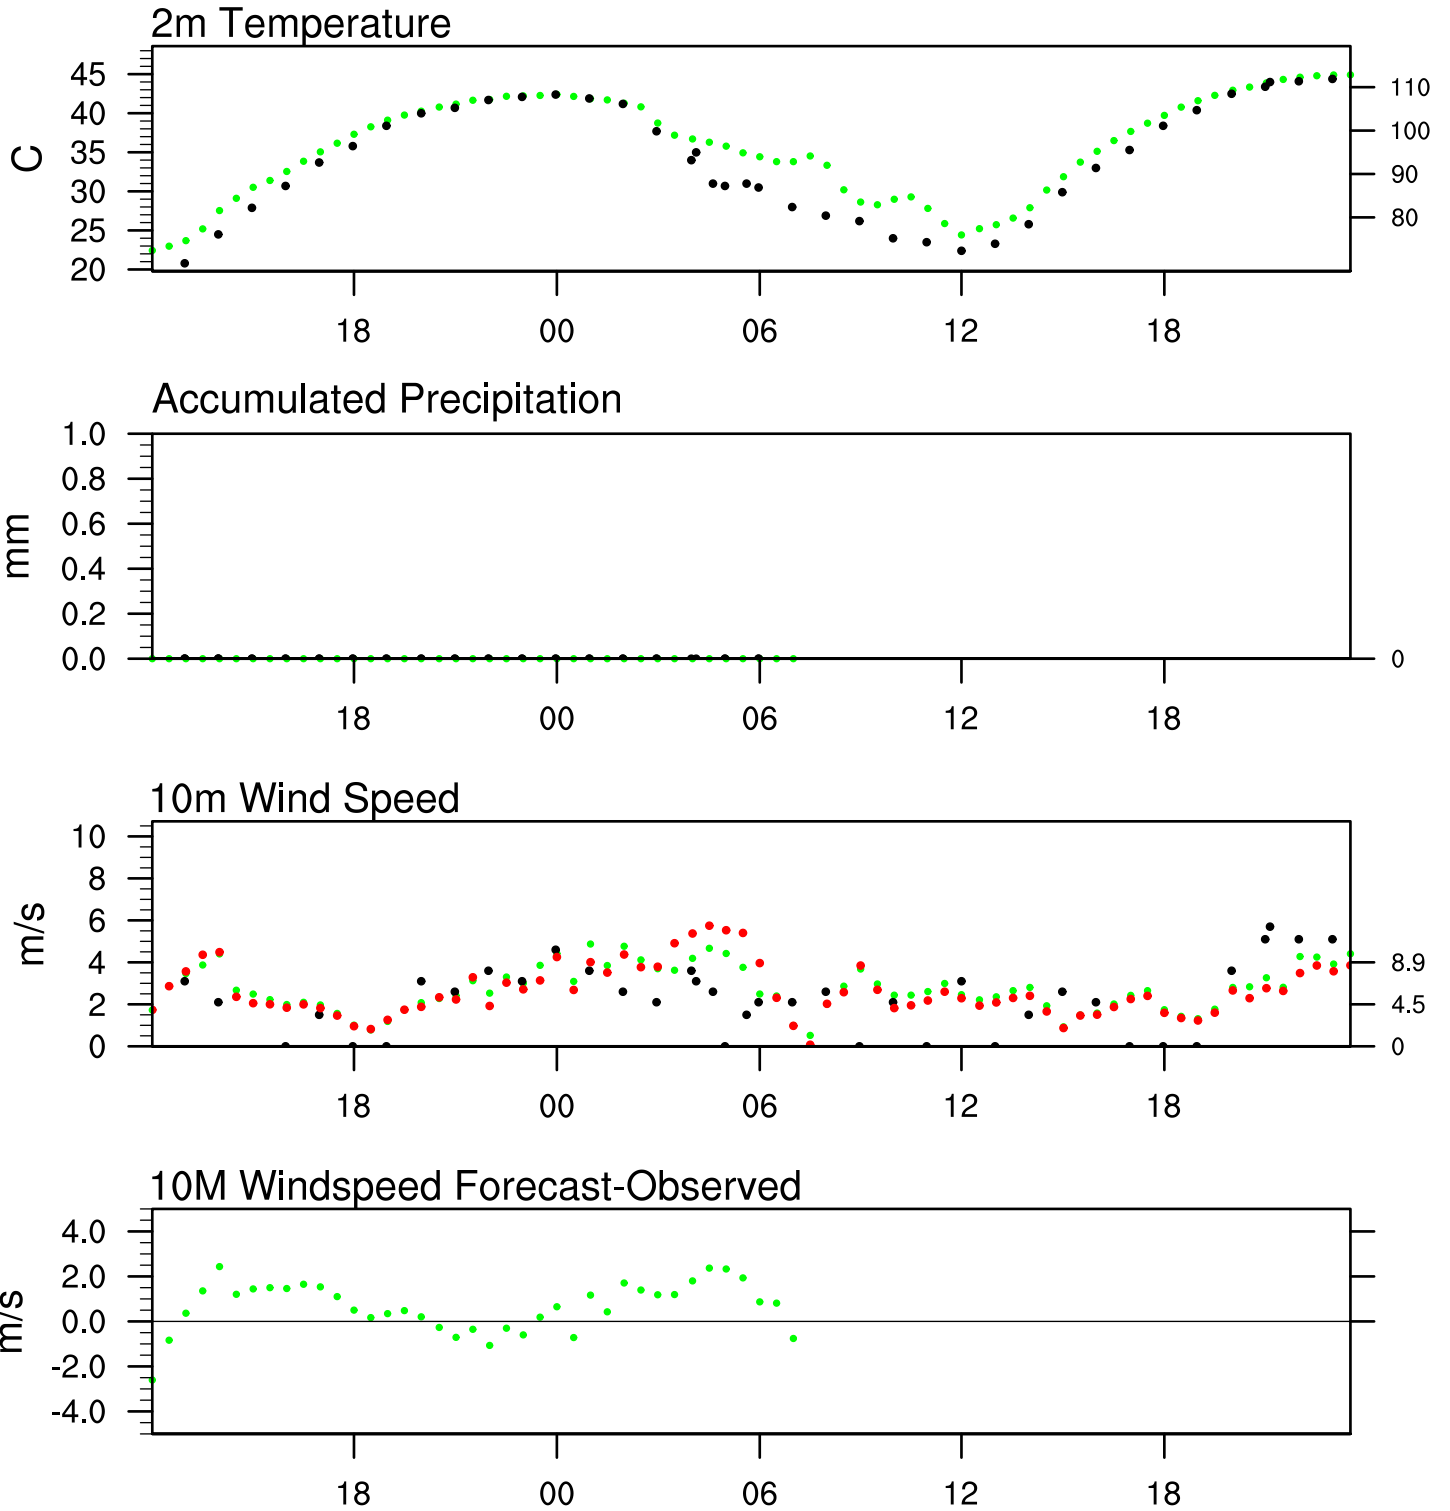 2m Temperature
45
40
35
30
25
20
C
110
100
90
80
18 00 06 12 18
Accumulated Precipitation
1.0
0.8
0.6
0.4
0.2
0.0
mm
0
18 00 06 12 18
10m Wind Speed
10
8
6
4
2
0
m/s
8.9
4.5
0
18 00 06 12 18
10M Windspeed Forecast-Observed
4.0
2.0
0.0
-2.0
-4.0
m/s
18 00 06 12 18